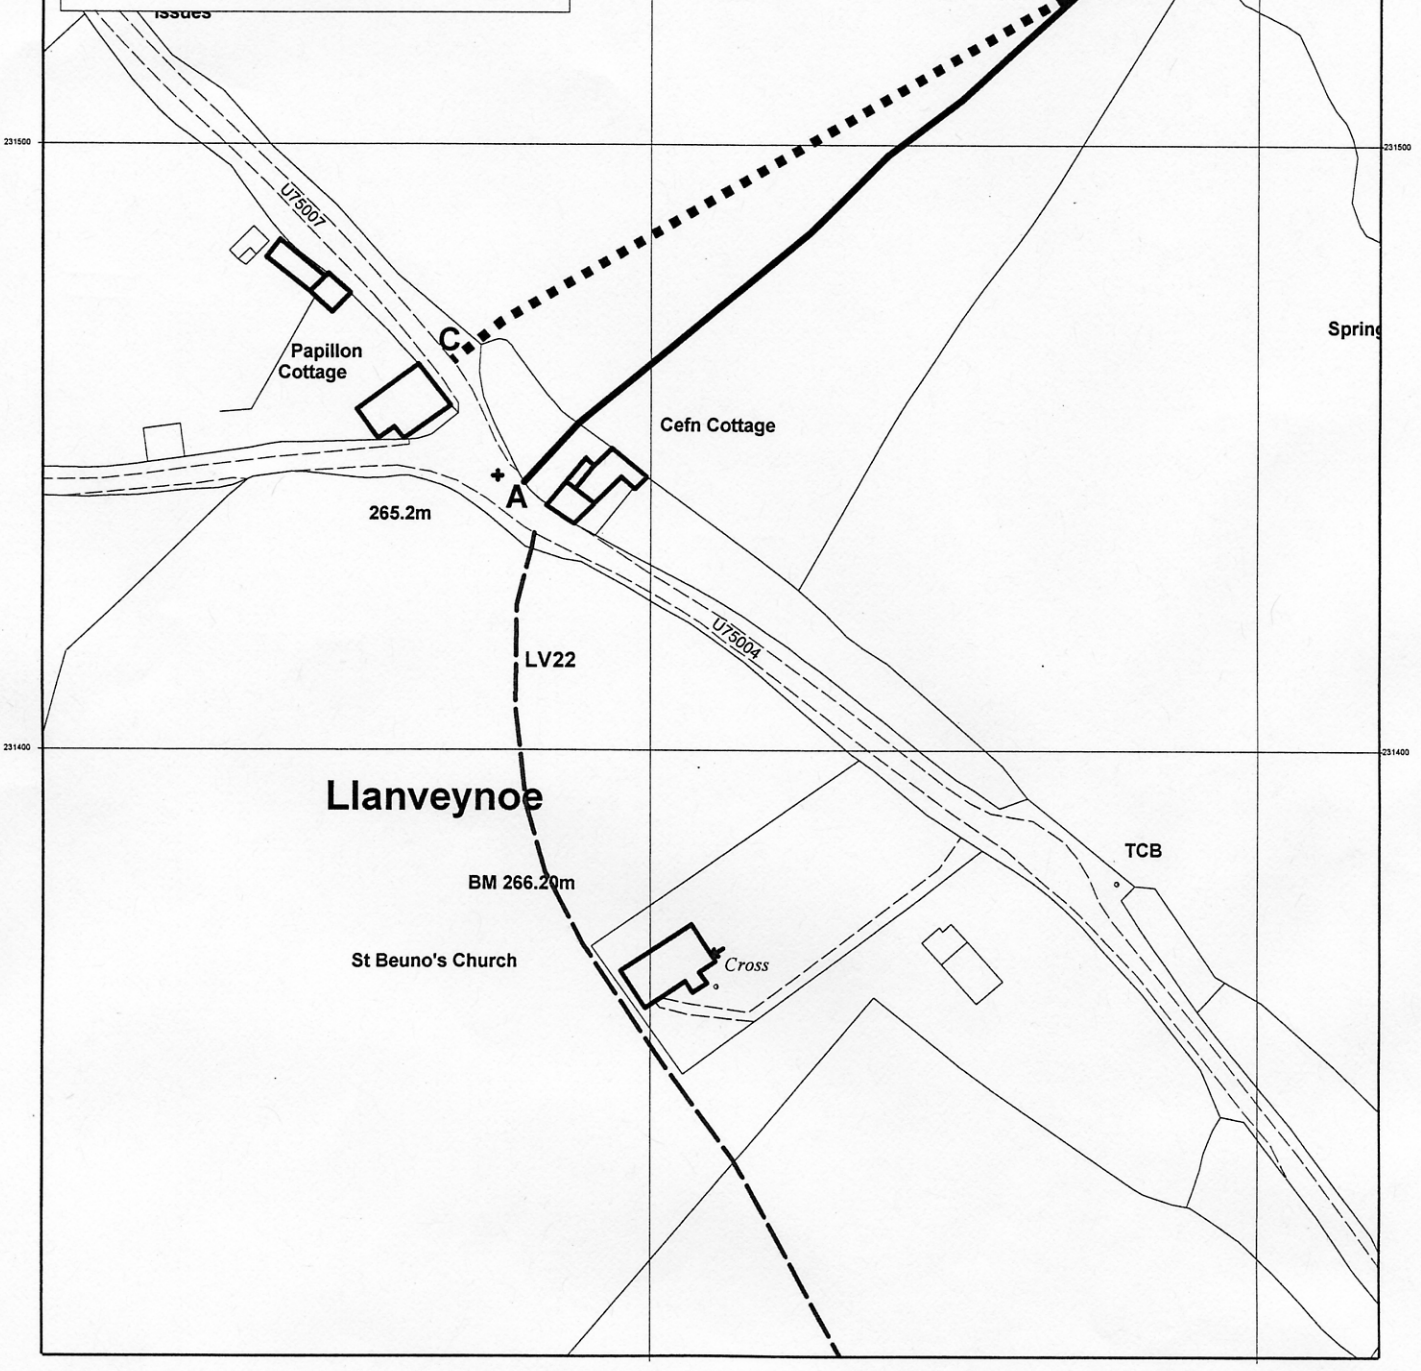 Issues
231500
231500
U75007
C
Papillon
Cottage
Spring
Cefn Cottage
A
265.2m
LV22
U75004
231400
231400
Llanveynoe
TCB
BM 266.20m
St Beuno's Church
Cross